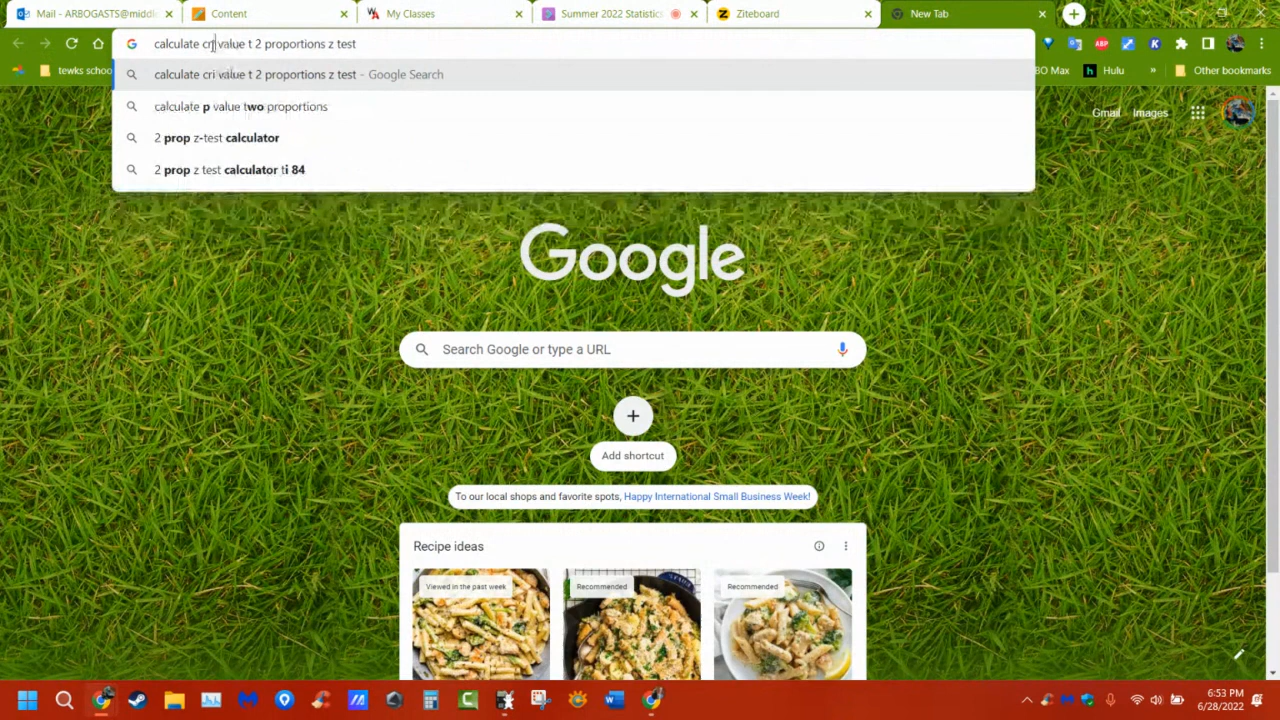 Mail - ARBOGASTS@middl
Content
My Classes
Summer 2022 Statistics
Ziteboard
New Tab
calculate cri value t 2 proportions z test
tewks schoo
BO Max
Hulu
»
Other bookmarks
calculate cri value t 2 proportions z test - Google Search
calculate p value two proportions
2 prop z-test calculator
2 prop z test calculator ti 84
Gmail
Images
Google
Search Google or type a URL
Add shortcut
To our local shops and favorite spots, Happy International Small Business Week!
Recipe ideas
Viewed in the past week
Recommended
Recommended
6:53 PM
6/28/2022